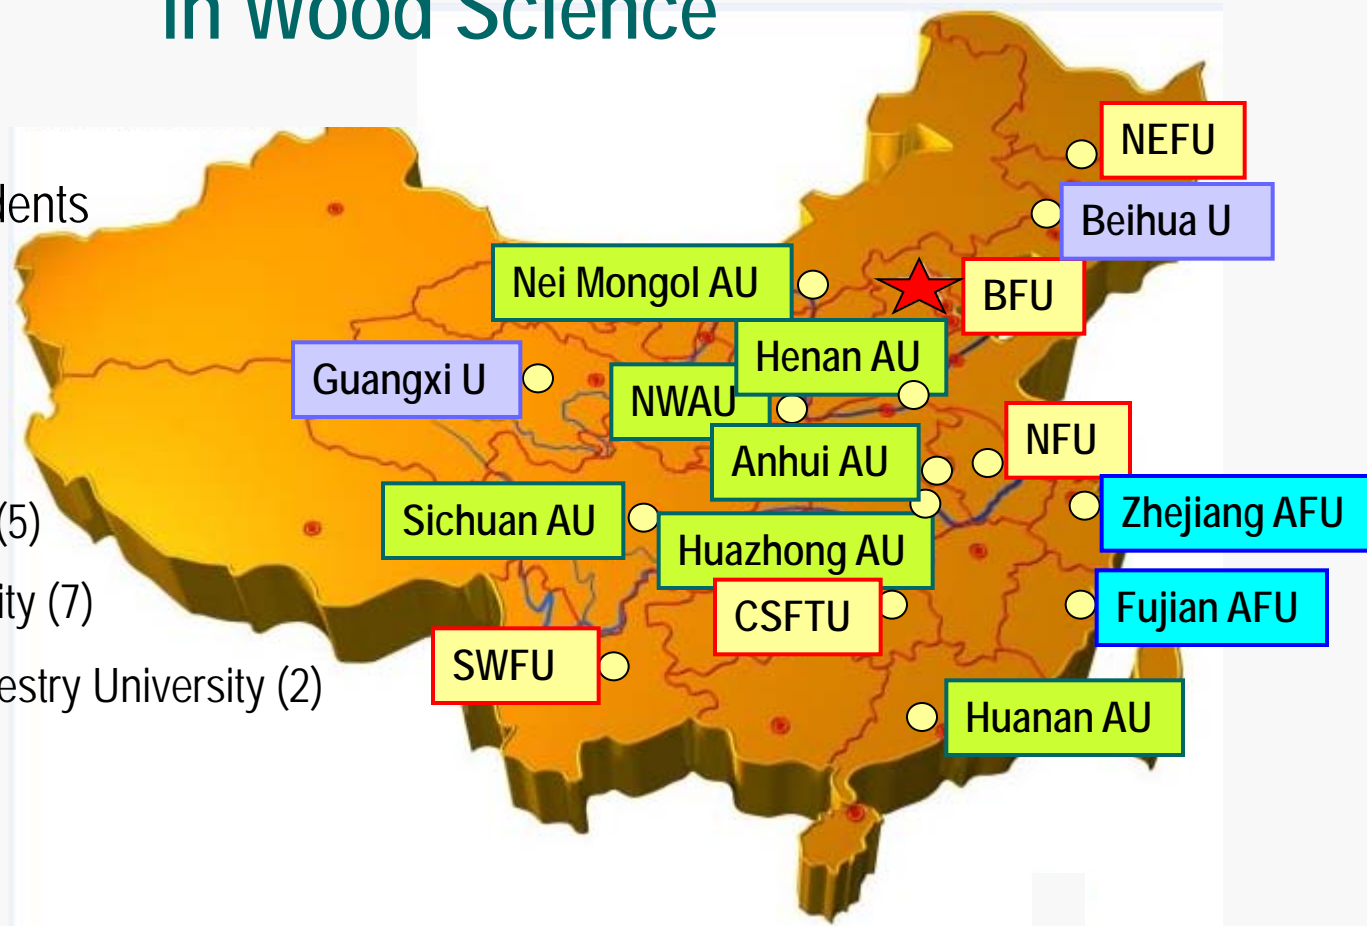 in Wood Science
dents
(5)
ity (7)
estry University (2)
NEFU
Beihua U
Nei Mongol AU
BFU
Henan AU
Guangxi U
NWAU
NFU
Anhui AU
Zhejiang AFU
Sichuan AU
Huazhong AU
CSFTU
Fujian AFU
SWFU
Huanan AU